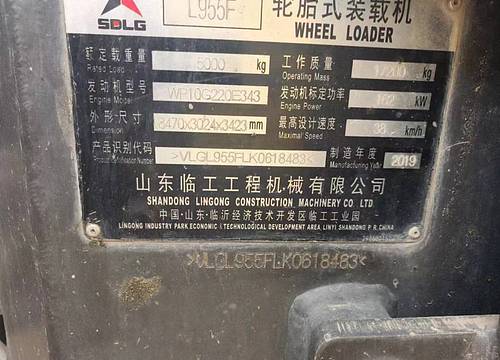 SDLG L955F 轮胎式装载机
WHEEL LOADER
额定载重量 5000 kg 工作质量 17200 kg
Rated Load Operating Mass
发动机型号 WP10G220E343 发动机标定功率 162 kW
Engine Model Engine Power
外形尺寸 8470x3024x3423 mm 最高设计速度 38 km/h
Dimension Maximal Speed
产品识别代码 >VLGL955FLK0618483< 制造年度 2019
Product Identification Number Manufacturing Year
山东临工工程机械有限公司
SHANDONG LINGONG CONSTRUCTION MACHINERY CO. LTD
中国·山东·临沂经济技术开发区临工工业园
LINGONG INDUSTRY PARK ECONOMIC & TECHNOLOGICAL DEVELOPMENT AREA, LINYI SHANDONG P.R.CHINA
>VLGL955FLK0618483<